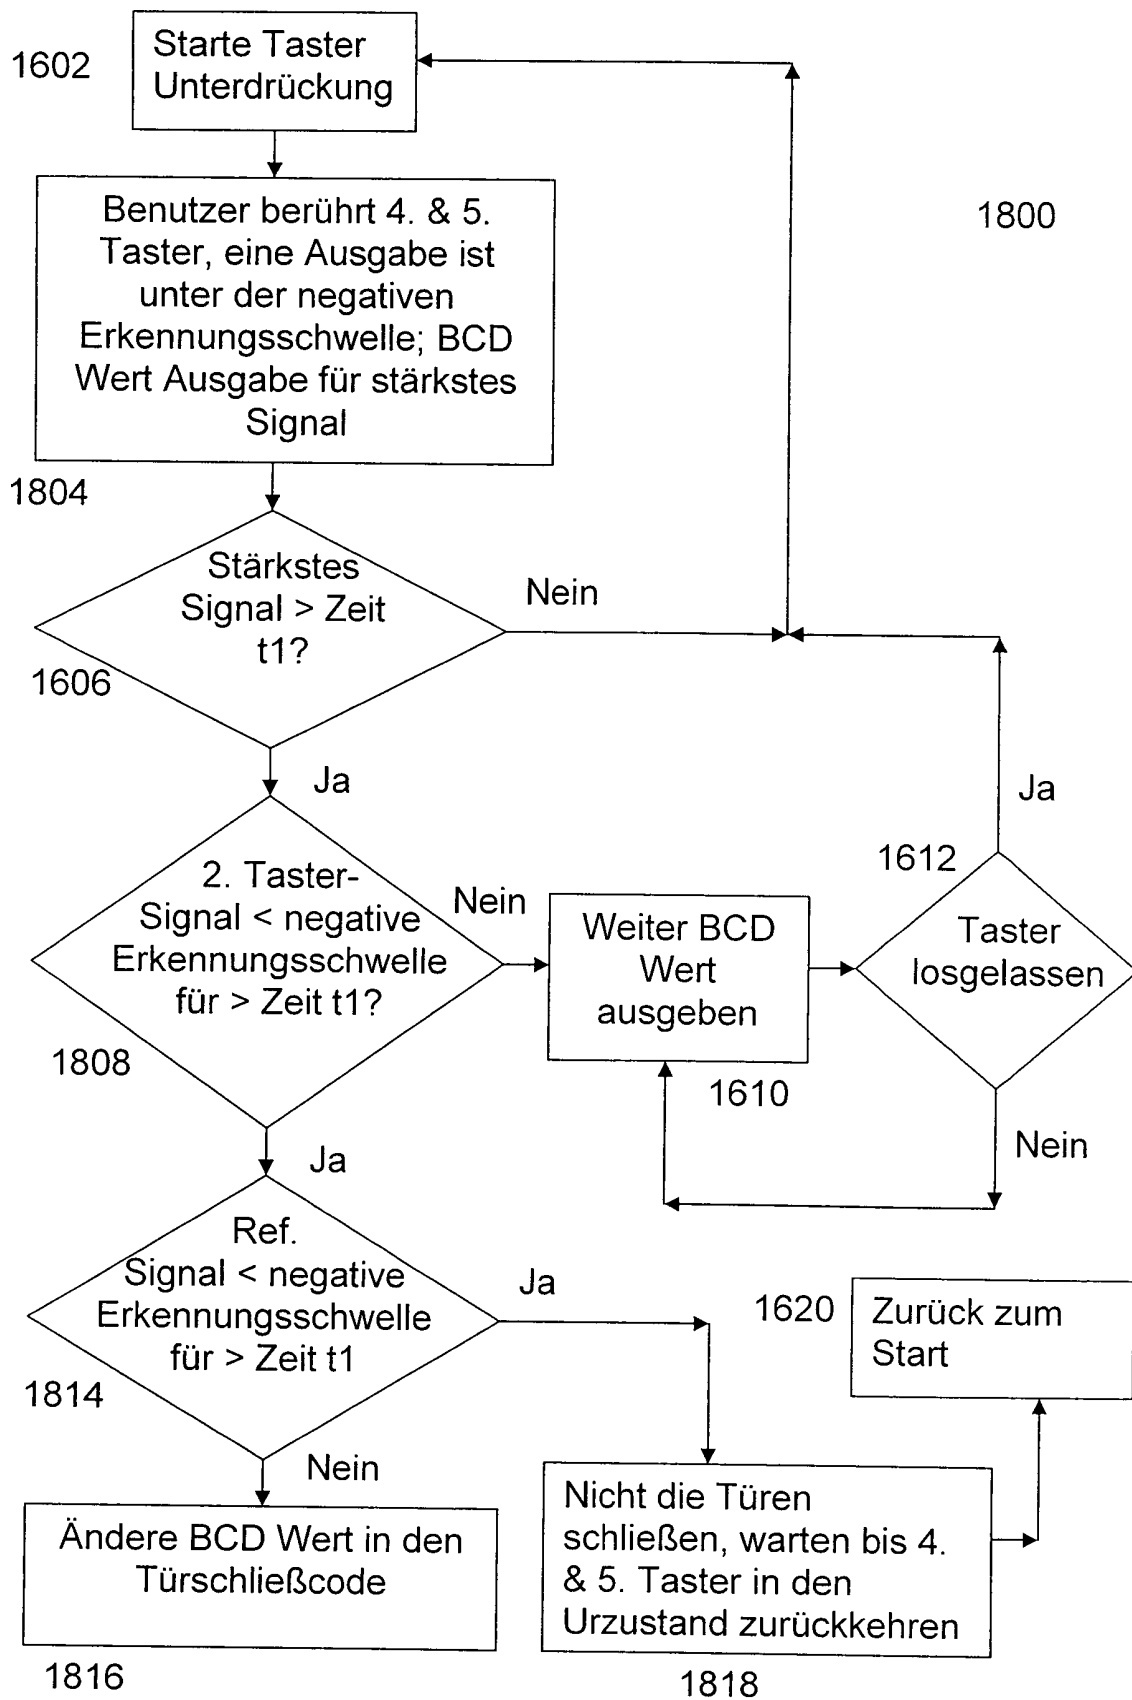 1602
Starte Taster
Unterdrückung
Benutzer berührt 4. & 5.
Taster, eine Ausgabe ist
unter der negativen
Erkennungsschwelle; BCD
Wert Ausgabe für stärkstes
Signal
1800
1804
Stärkstes
Signal > Zeit
t1?
Nein
1606
Ja
2. Taster-
Signal < negative
Erkennungsschwelle
für > Zeit t1?
Nein
1808
Weiter BCD
Wert
ausgeben
1610
1612
Taster
losgelassen
Ja
Nein
Ja
Ref.
Signal < negative
Erkennungsschwelle
für > Zeit t1
Ja
1814
Nein
1620
Zurück zum
Start
Ändere BCD Wert in den
Türschließcode
1816
Nicht die Türen
schließen, warten bis 4.
& 5. Taster in den
Urzustand zurückkehren
1818